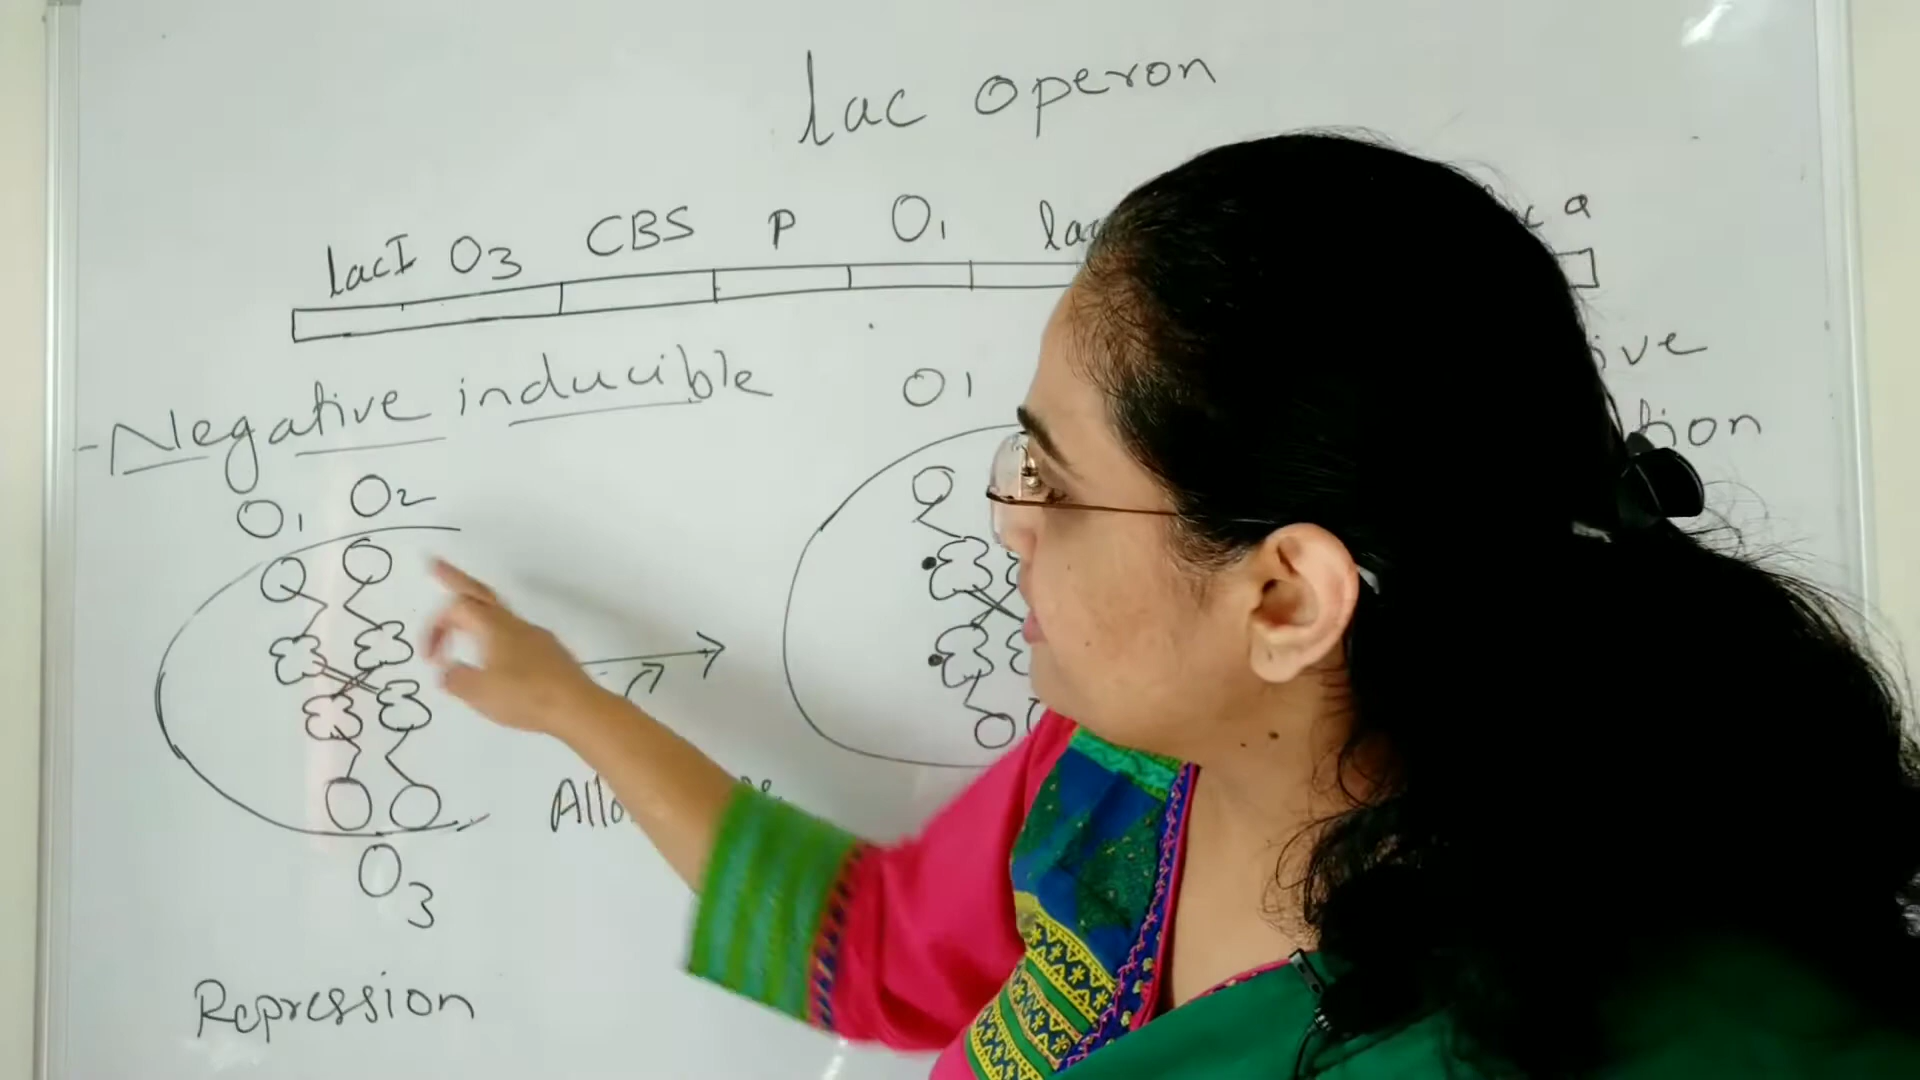 lac operon
lacI O3 CBS P O1 a
Negative inducible
O1
O1 O2
O3
Repression